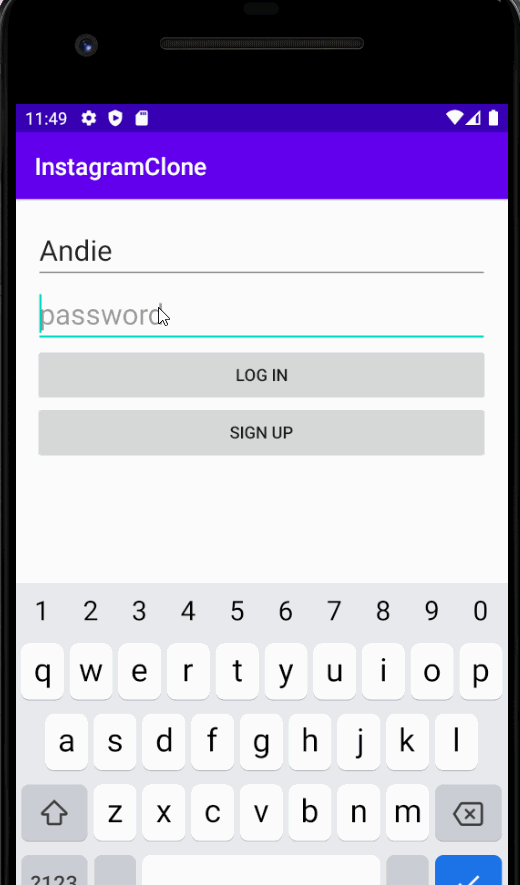 11:49
InstagramClone
Andie
password
LOG IN
SIGN UP
1 2 3 4 5 6 7 8 9 0
q w e r t y u i o p
a s d f g h j k l
z x c v b n m
?123